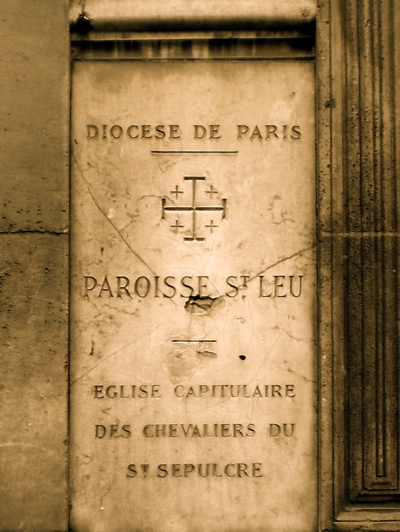 DIOCESE DE PARIS
PAROISSE ST LEU
EGLISE CAPITULAIRE
DES CHEVALIERS DU
ST SEPULCRE